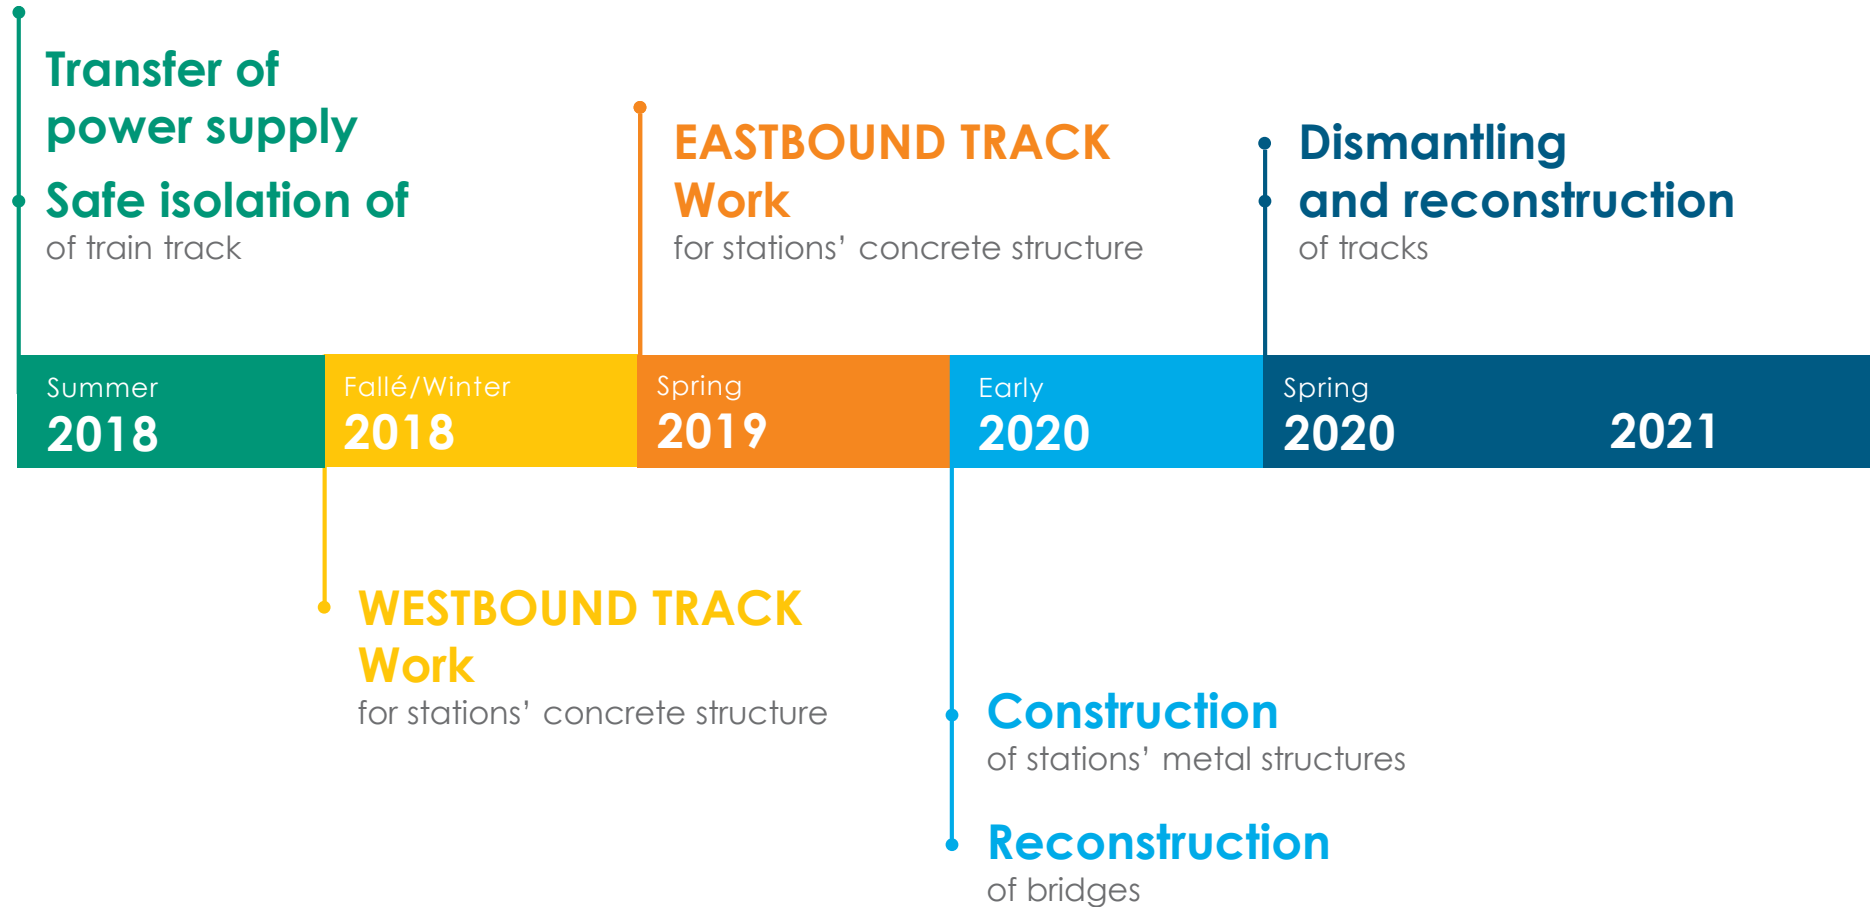 Transfer of
power supply
Safe isolation of
of train track
EASTBOUND TRACK
Work
for stations’ concrete structure
Dismantling
and reconstruction
of tracks
Summer
2018
Fallé/Winter
2018
Spring
2019
Early
2020
Spring
2020
2021
WESTBOUND TRACK
Work
for stations’ concrete structure
Construction
of stations’ metal structures
Reconstruction
of bridges